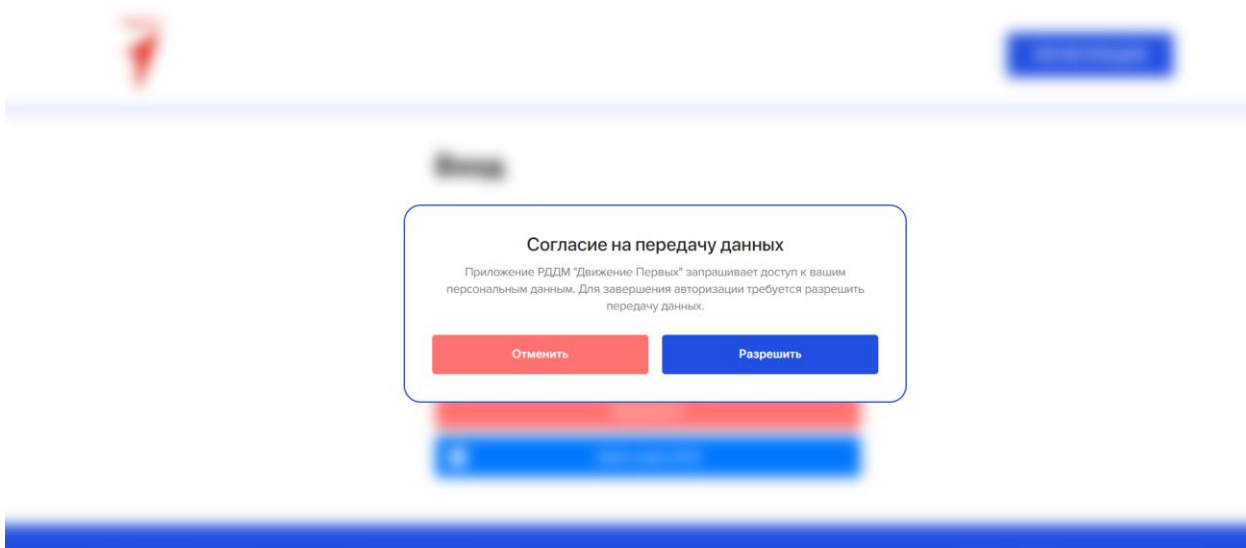 Вход
Согласие на передачу данных
Приложение РДДМ "Движение Первых" запрашивает доступ к вашим
персональным данным. Для завершения авторизации требуется разрешить
передачу данных.
Отменить
Разрешить